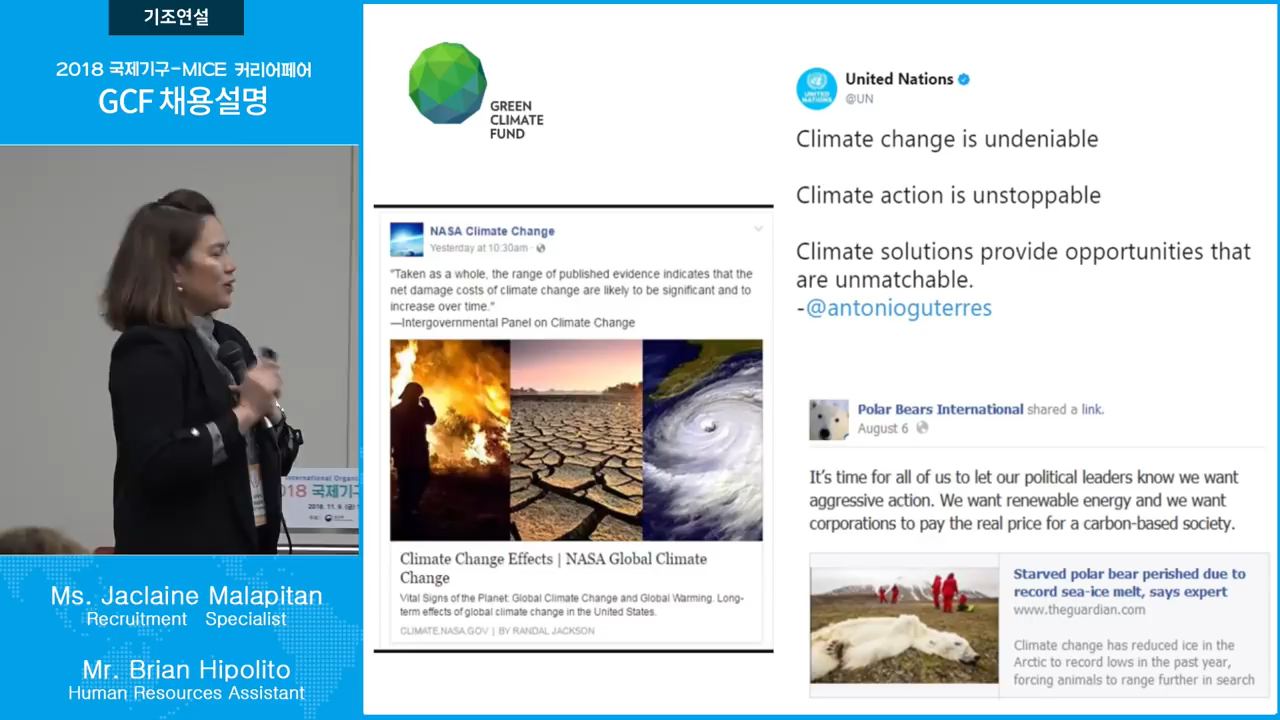 기조연설
2018 국제기구-MICE 커리어페어
GCF 채용설명
International Organ
018 국제기구
2018. 11. 9. (금)
Ms. Jaclaine Malapitan
Recruitment Specialist
Mr. Brian Hipolito
Human Resources Assistant
GREEN
CLIMATE
FUND
NASA Climate Change
Yesterday at 10:30am ·
"Taken as a whole, the range of published evidence indicates that the
net damage costs of climate change are likely to be significant and to
increase over time."
—Intergovernmental Panel on Climate Change
Climate Change Effects | NASA Global Climate
Change
Vital Signs of the Planet: Global Climate Change and Global Warming. Long-
term effects of global climate change in the United States.
CLIMATE.NASA.GOV | BY RANDAL JACKSON
United Nations
@UN
UNITED
NATIONS
Climate change is undeniable
Climate action is unstoppable
Climate solutions provide opportunities that
are unmatchable.
-@antonioguterres
Polar Bears International shared a link.
August 6
It's time for all of us to let our political leaders know we want
aggressive action. We want renewable energy and we want
corporations to pay the real price for a carbon-based society.
Starved polar bear perished due to
record sea-ice melt, says expert
www.theguardian.com
Climate change has reduced ice in the
Arctic to record lows in the past year,
forcing animals to range further in search